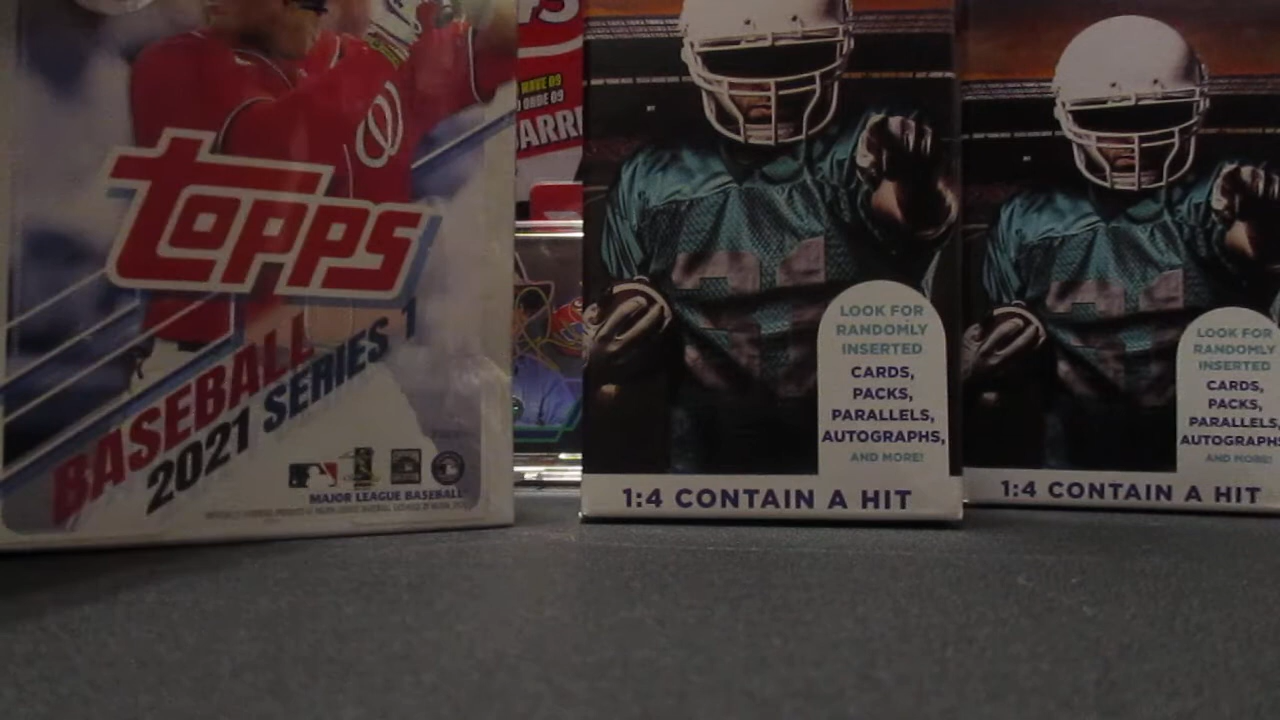 Topps
BASEBALL
2021 SERIES 1
MAJOR LEAGUE BASEBALL
WAVE 09
ONDE 09
31
LOOK FOR
RANDOMLY
INSERTED
CARDS,
PACKS,
PARALLELS,
AUTOGRAPHS,
AND MORE!
1:4 CONTAIN A HIT
31
LOOK FOR
RANDOMLY
INSERTED
CARDS,
PACKS,
PARALLELS,
AUTOGRAPHS
AND MORE!
1:4 CONTAIN A HIT